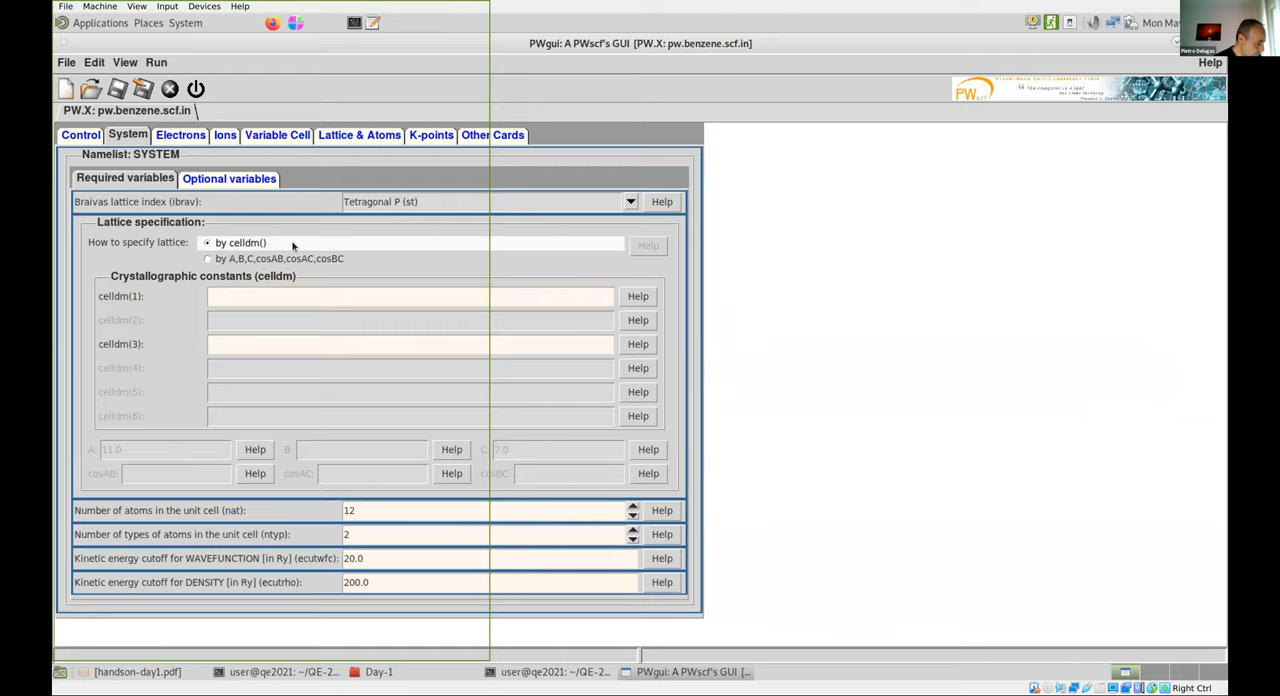 File Machine View Input Devices Help
Applications Places System
Mon Ma
PWgui: A PWscf's GUI [PW.X: pw.benzene.scf.in]
Pietro Delugas
File Edit View Run
Help
PW
PW.X: pw.benzene.scf.in
Control System Electrons Ions Variable Cell Lattice & Atoms K-points Other Cards
Namelist: SYSTEM
Required variables Optional variables
Braivas lattice index (ibrav): Tetragonal P (st) Help
Lattice specification:
How to specify lattice: by celldm() Help
by A,B,C,cosAB,cosAC,cosBC
Crystallographic constants (celldm)
celldm(1): Help
celldm(2): Help
celldm(3): Help
celldm(4): Help
celldm(5): Help
celldm(6): Help
A: 11.0 Help B: Help C: 7.0 Help
cosAB: Help cosAC: Help cosBC: Help
Number of atoms in the unit cell (nat): 12 Help
Number of types of atoms in the unit cell (ntyp): 2 Help
Kinetic energy cutoff for WAVEFUNCTION [in Ry] (ecutwfc): 20.0 Help
Kinetic energy cutoff for DENSITY [in Ry] (ecutrho): 200.0 Help
[handson-day1.pdf] user@qe2021: ~/QE-2... Day-1 user@qe2021: ~/QE-2... PWgui: A PWscf's GUI [...
Right Ctrl